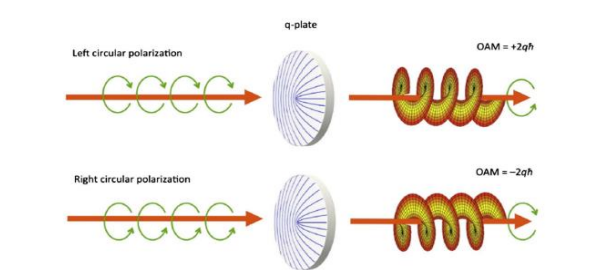 q-plate
Left circular polarization
OAM = +2qħ
Right circular polarization
OAM = −2qħ